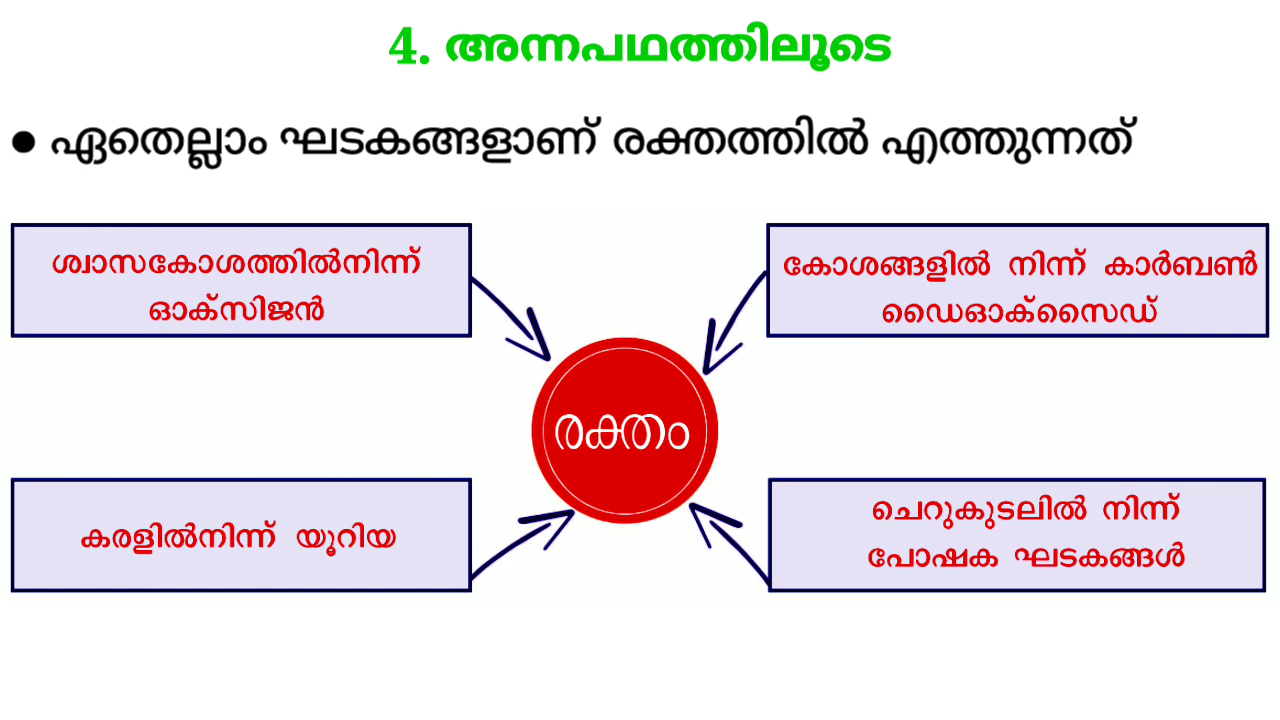 4. അന്നപഥത്തിലൂടെ
● ഏതെല്ലാം ഘടകങ്ങളാണ് രക്തത്തിൽ എത്തുന്നത്
ശ്വാസകോശത്തിൽനിന്ന്
ഓക്സിജൻ
കോശങ്ങളിൽ നിന്ന് കാർബൺ
ഡൈഓക്സൈഡ്
രക്തം
കരളിൽനിന്ന് യൂറിയ
ചെറുകുടലിൽ നിന്ന്
പോഷക ഘടകങ്ങൾ